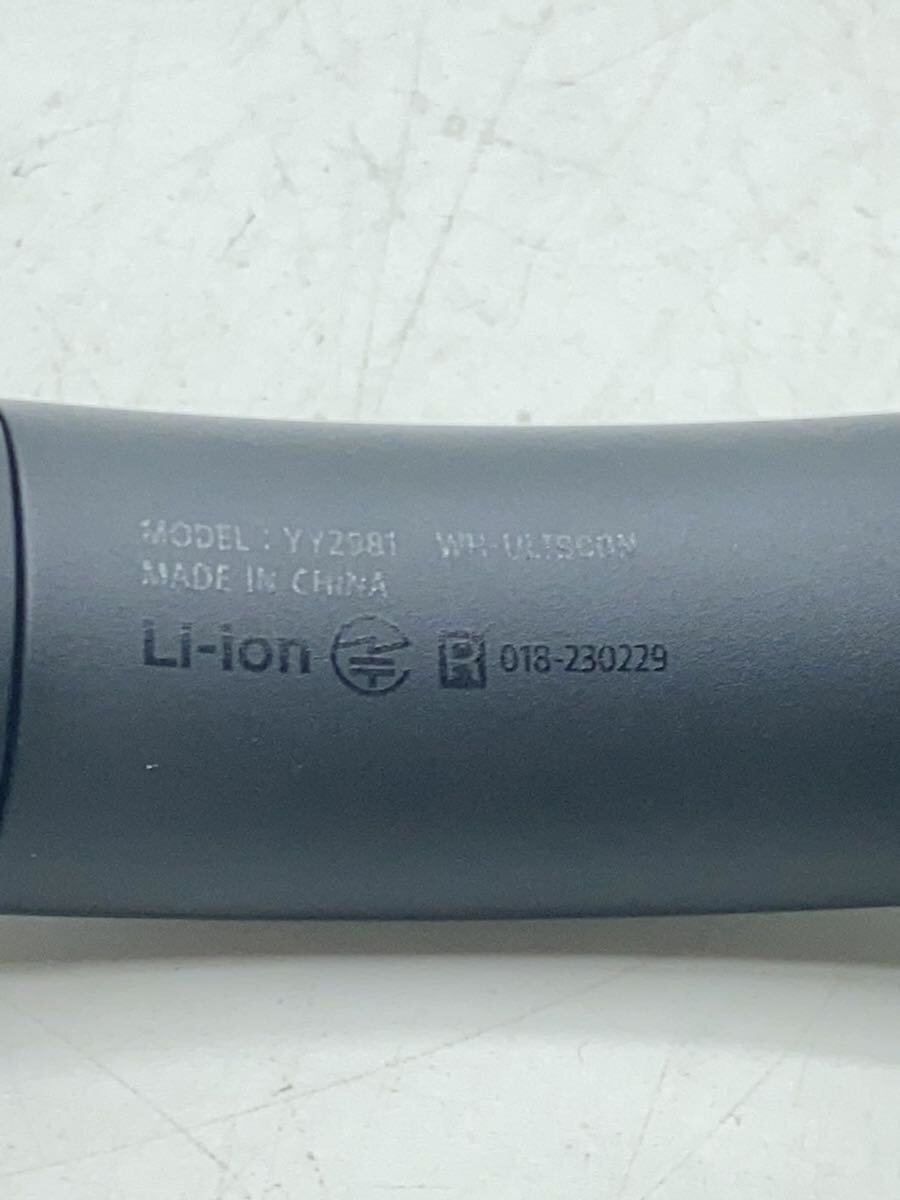 MODEL : YY2981 WH-ULT900N
MADE IN CHINA
Li-ion R 018-230229